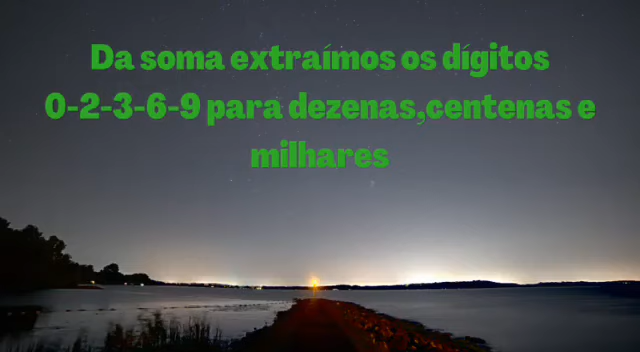 Da soma extraímos os dígitos
0-2-3-6-9 para dezenas,centenas e
milhares